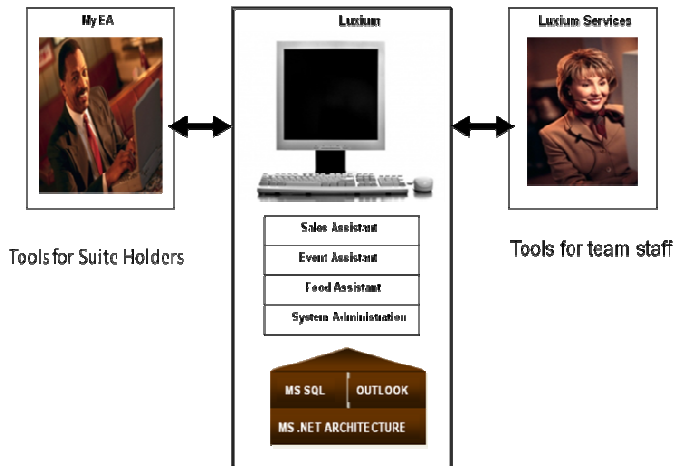 MyEA
Luxium
Luxium Services
Tools for Suite Holders
Tools for team staff
Sales Assistant
Event Assistant
Food Assistant
System Administration
MS SQL
OUTLOOK
MS .NET ARCHITECTURE